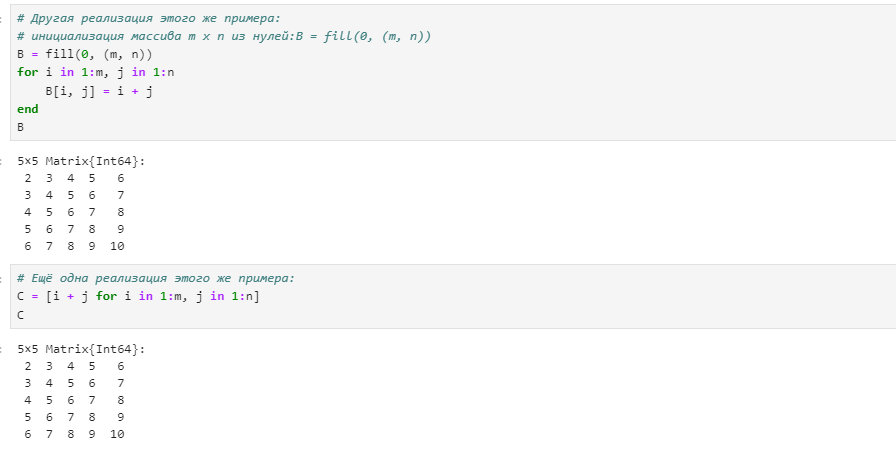 # Другая реализация этого же примера:
# инициализация массива m x n из нулей:B = fill(0, (m, n))
B = fill(0, (m, n))
for i in 1:m, j in 1:n
    B[i, j] = i + j
end
B
5×5 Matrix{Int64}:
 2  3  4  5   6
 3  4  5  6   7
 4  5  6  7   8
 5  6  7  8   9
 6  7  8  9  10
# Ещё одна реализация этого же примера:
C = [i + j for i in 1:m, j in 1:n]
C
5×5 Matrix{Int64}:
 2  3  4  5   6
 3  4  5  6   7
 4  5  6  7   8
 5  6  7  8   9
 6  7  8  9  10